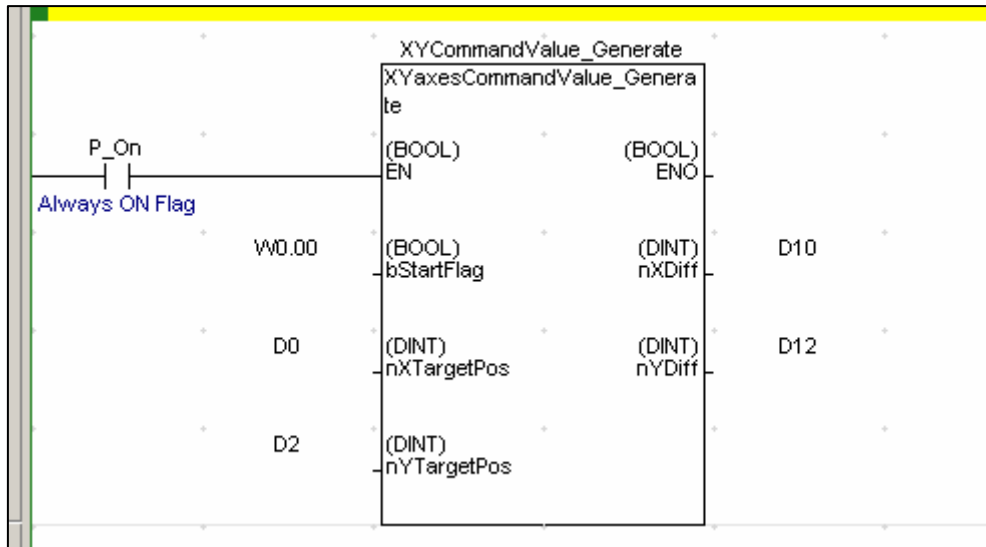 XYCommandValue_Generate
XYaxesCommandValue_Genera
te
P_On
(BOOL) (BOOL)
EN ENO
Always ON Flag
W0.00 (BOOL) (DINT) D10
bStartFlag nXDiff
D0 (DINT) (DINT) D12
nXTargetPos nYDiff
D2 (DINT)
nYTargetPos